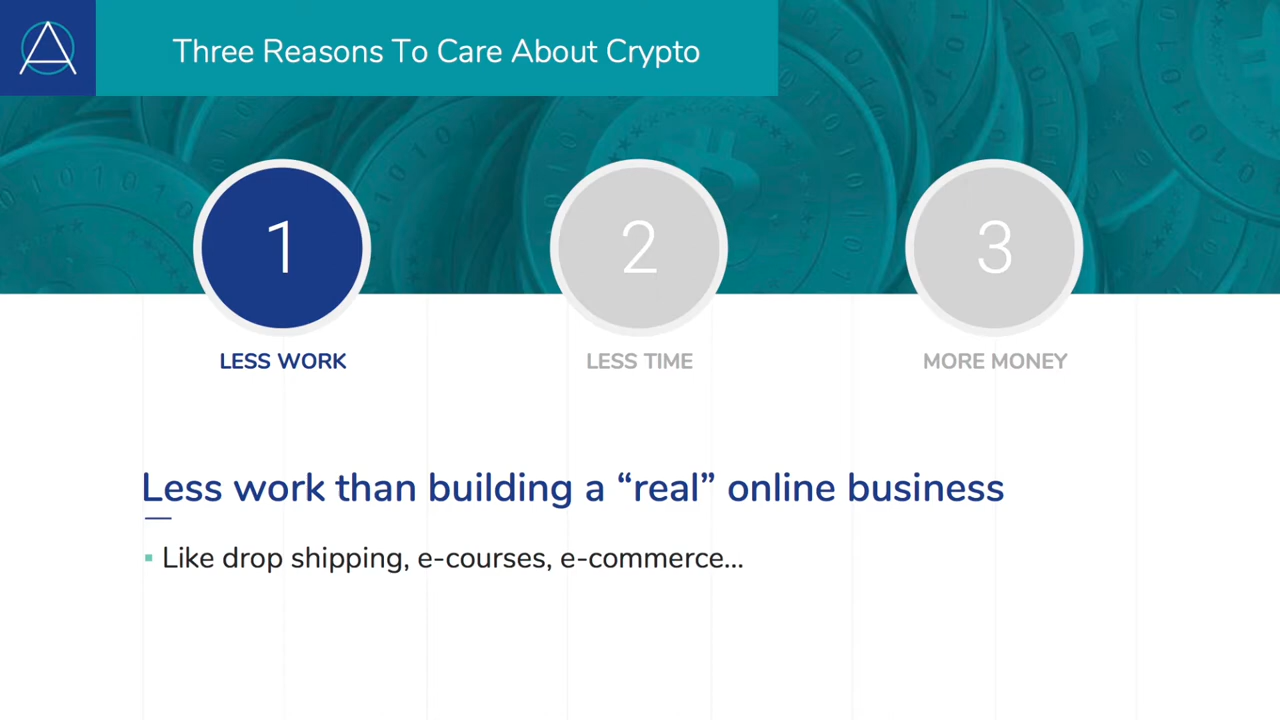 Three Reasons To Care About Crypto
1
2
3
LESS WORK
LESS TIME
MORE MONEY
Less work than building a “real” online business
Like drop shipping, e-courses, e-commerce...